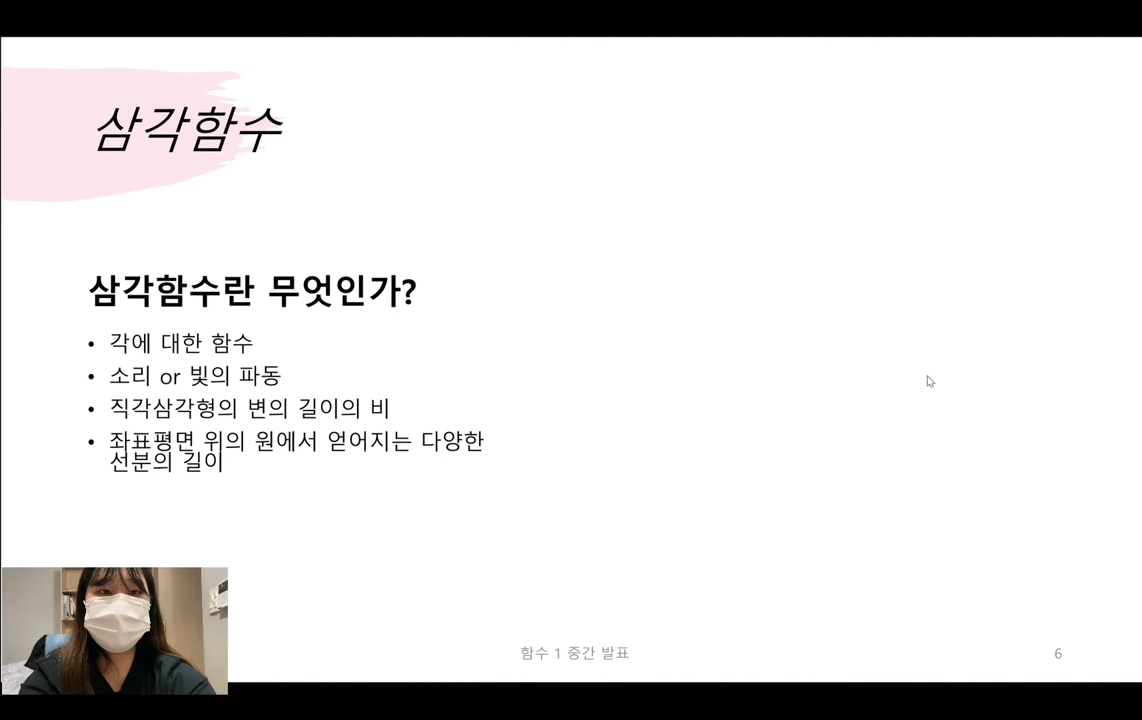 삼각함수
삼각함수란 무엇인가?
• 각에 대한 함수
• 소리 or 빛의 파동
• 직각삼각형의 변의 길이의 비
• 좌표평면 위의 원에서 얻어지는 다양한
선분의 길이
함수 1 중간 발표
6